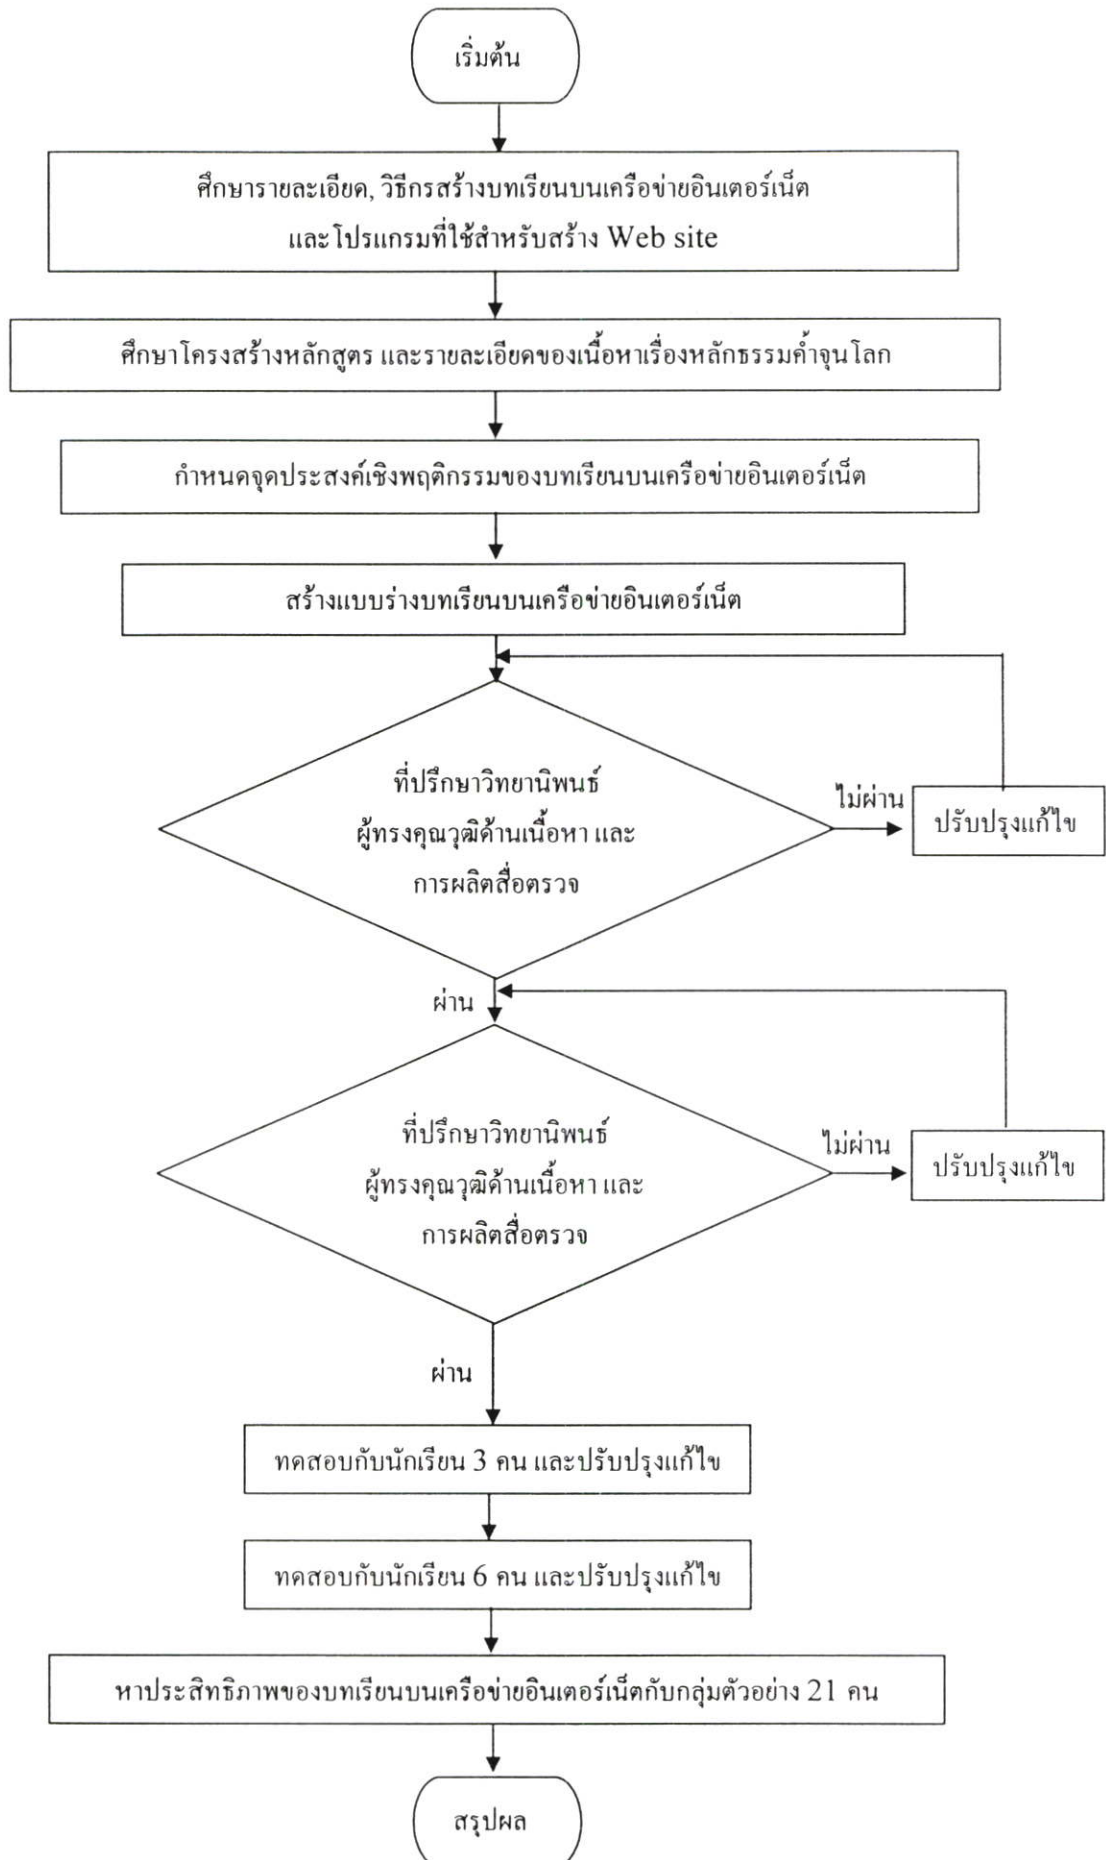 เริ่มต้น
ศึกษารายละเอียด, วิธีกรสร้างบทเรียนบนเครือข่ายอินเตอร์เน็ต
และโปรแกรมที่ใช้สำหรับสร้าง Web site
ศึกษาโครงสร้างหลักสูตร และรายละเอียดของเนื้อหาเรื่องหลักธรรมค้ำจุนโลก
กำหนดจุดประสงค์เชิงพฤติกรรมของบทเรียนบนเครือข่ายอินเตอร์เน็ต
สร้างแบบร่างบทเรียนบนเครือข่ายอินเตอร์เน็ต
ที่ปรึกษาวิทยานิพนธ์
ผู้ทรงคุณวุฒิด้านเนื้อหา และ
การผลิตสื่อตรวจ
ไม่ผ่าน
ปรับปรุงแก้ไข
ผ่าน
ที่ปรึกษาวิทยานิพนธ์
ผู้ทรงคุณวุฒิด้านเนื้อหา และ
การผลิตสื่อตรวจ
ไม่ผ่าน
ปรับปรุงแก้ไข
ผ่าน
ทดสอบกับนักเรียน 3 คน และปรับปรุงแก้ไข
ทดสอบกับนักเรียน 6 คน และปรับปรุงแก้ไข
หาประสิทธิภาพของบทเรียนบนเครือข่ายอินเตอร์เน็ตกับกลุ่มตัวอย่าง 21 คน
สรุปผล